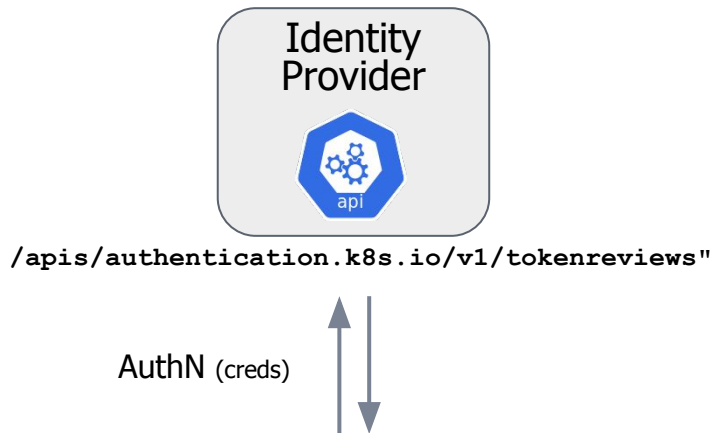 Identity
Provider
api
/apis/authentication.k8s.io/v1/tokenreviews"
AuthN (creds)